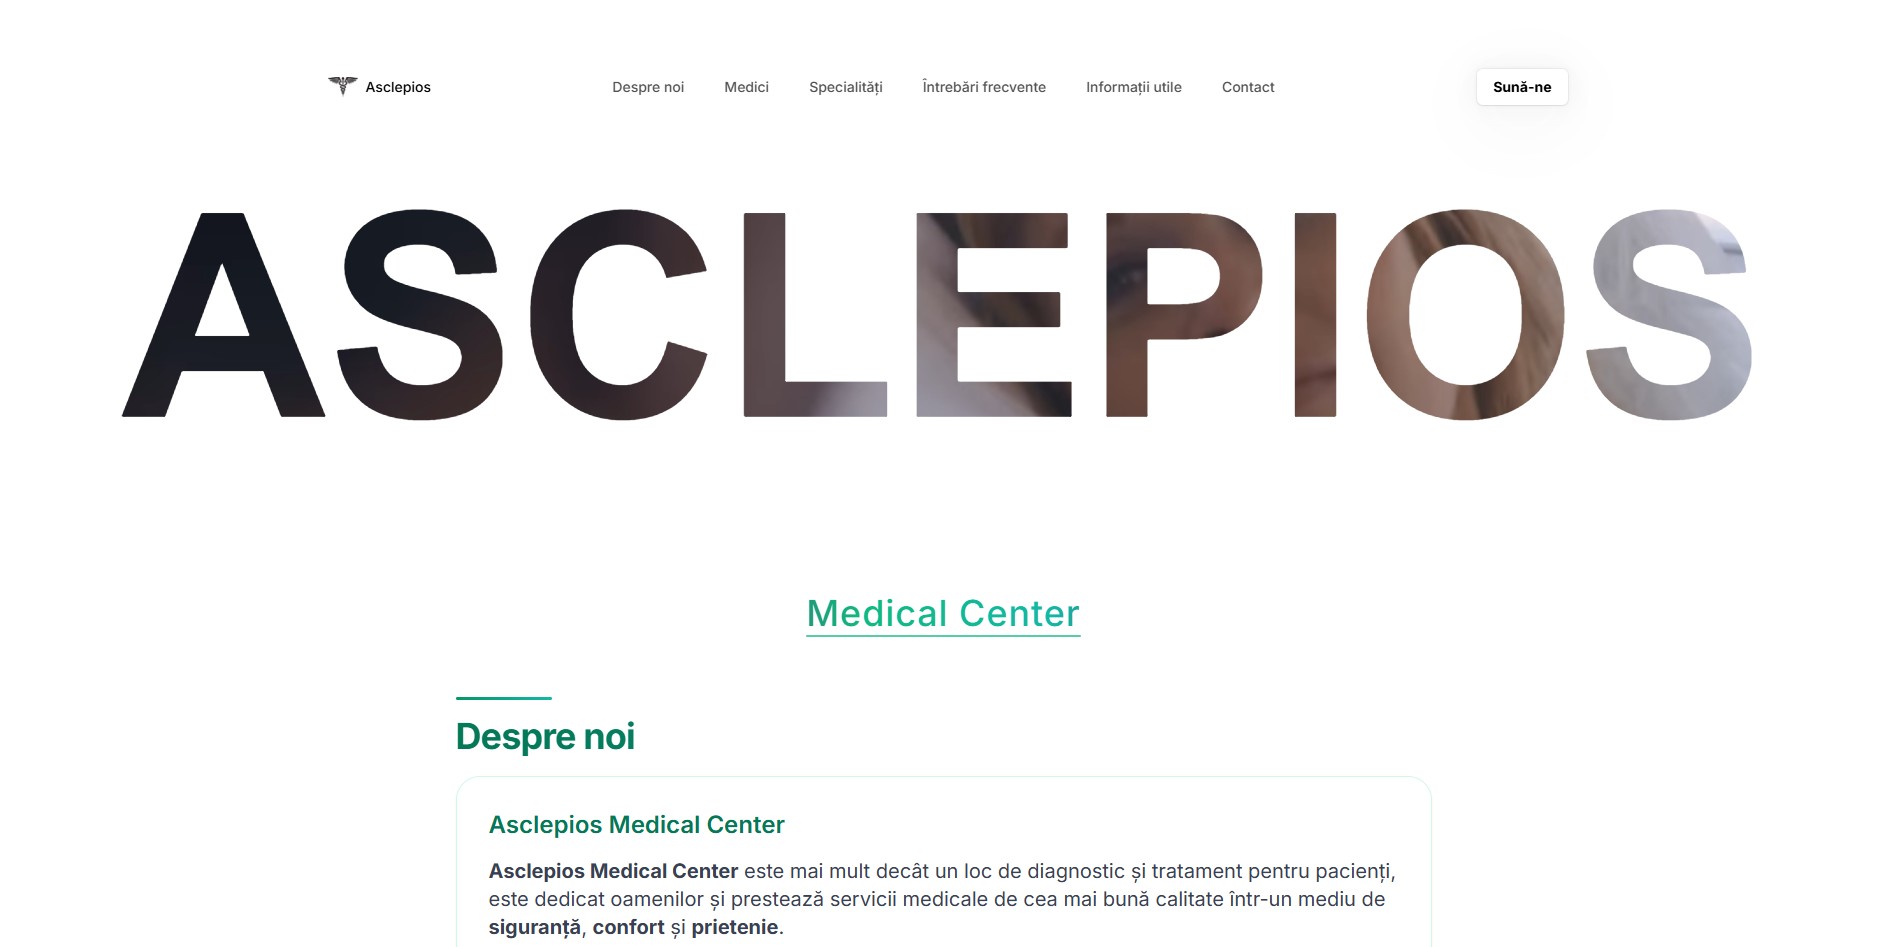 Asclepios
Despre noi
Medici
Specialități
Întrebări frecvente
Informații utile
Contact
Sună-ne
ASCLEPIOS
Medical Center
Despre noi
Asclepios Medical Center
Asclepios Medical Center este mai mult decât un loc de diagnostic și tratament pentru pacienți,
este dedicat oamenilor și prestează servicii medicale de cea mai bună calitate într-un mediu de
siguranță, confort și prietenie.